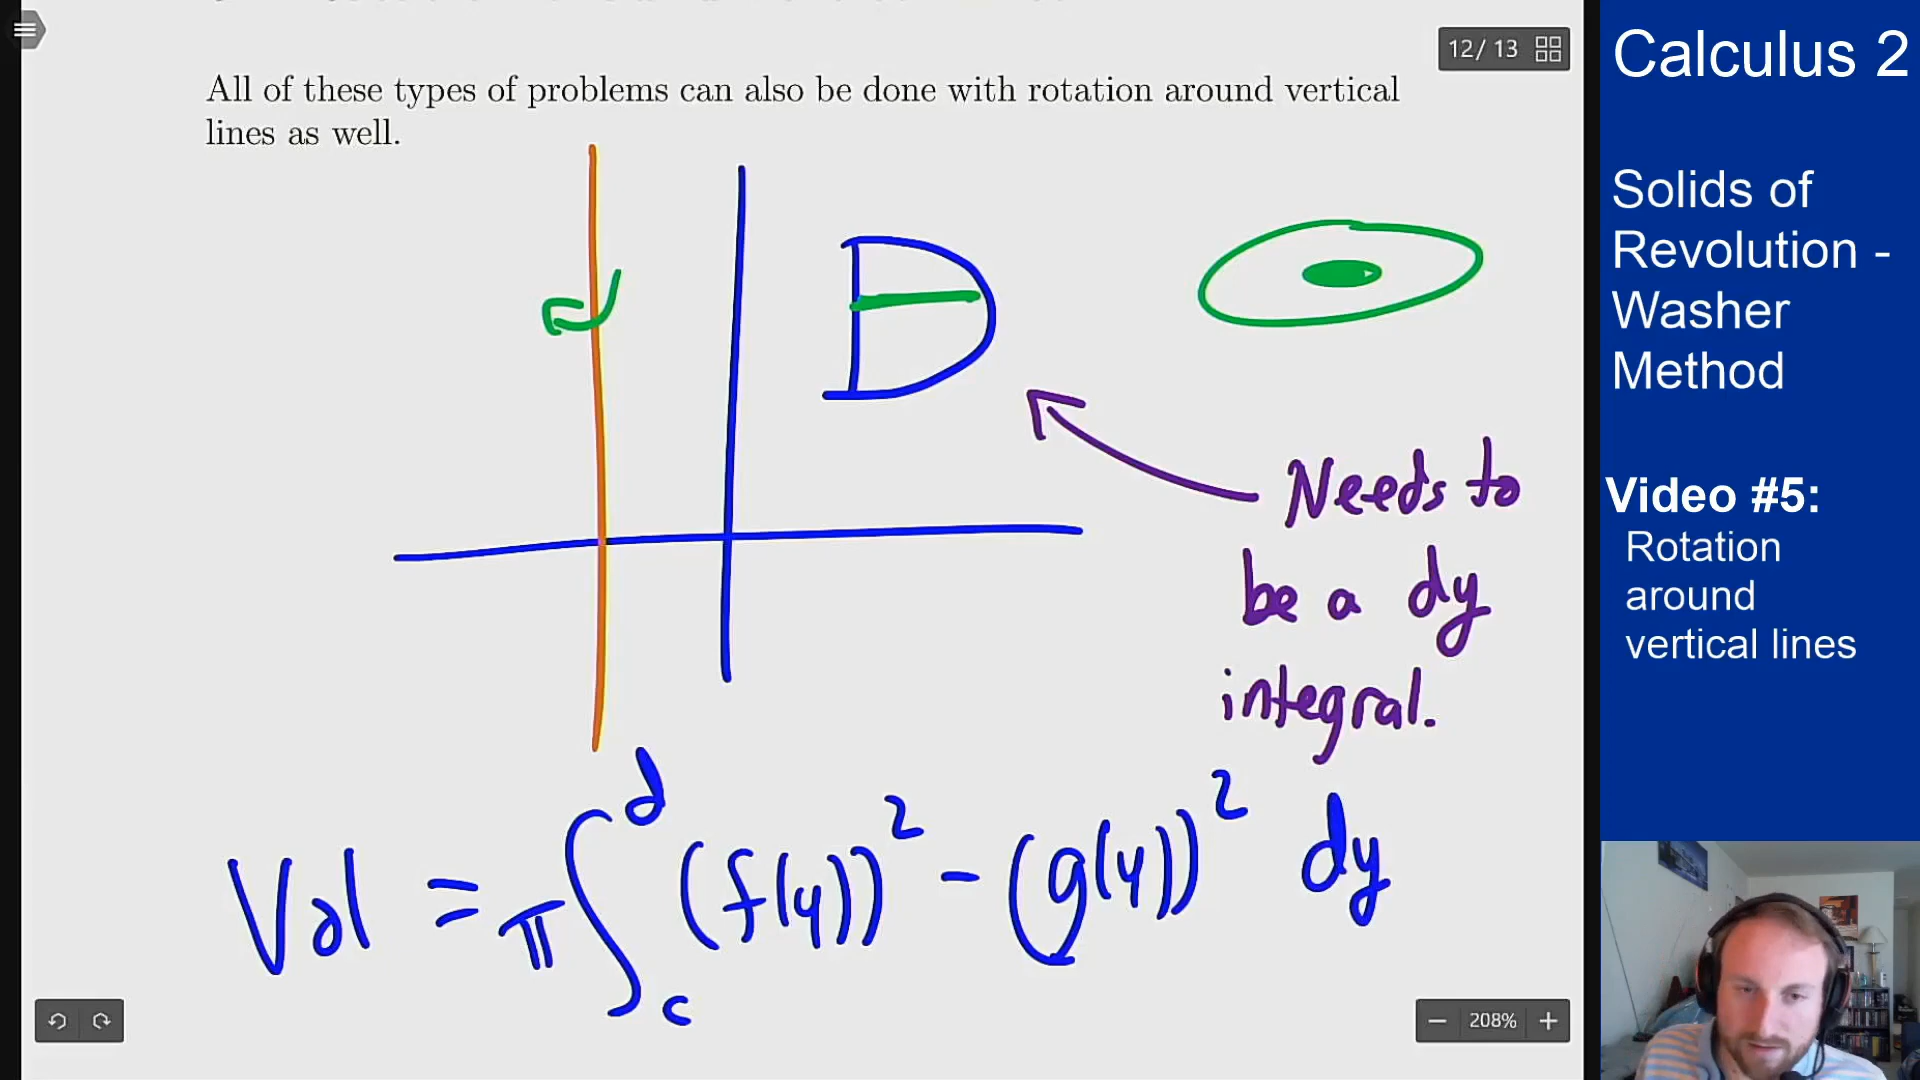 12/ 13
All of these types of problems can also be done with rotation around vertical
lines as well.
Needs to
be a dy
integral.
Vol = π∫_c^d (f(y))² - (g(y))² dy
208%
Calculus 2
Solids of
Revolution -
Washer
Method
Video #5:
Rotation
around
vertical lines